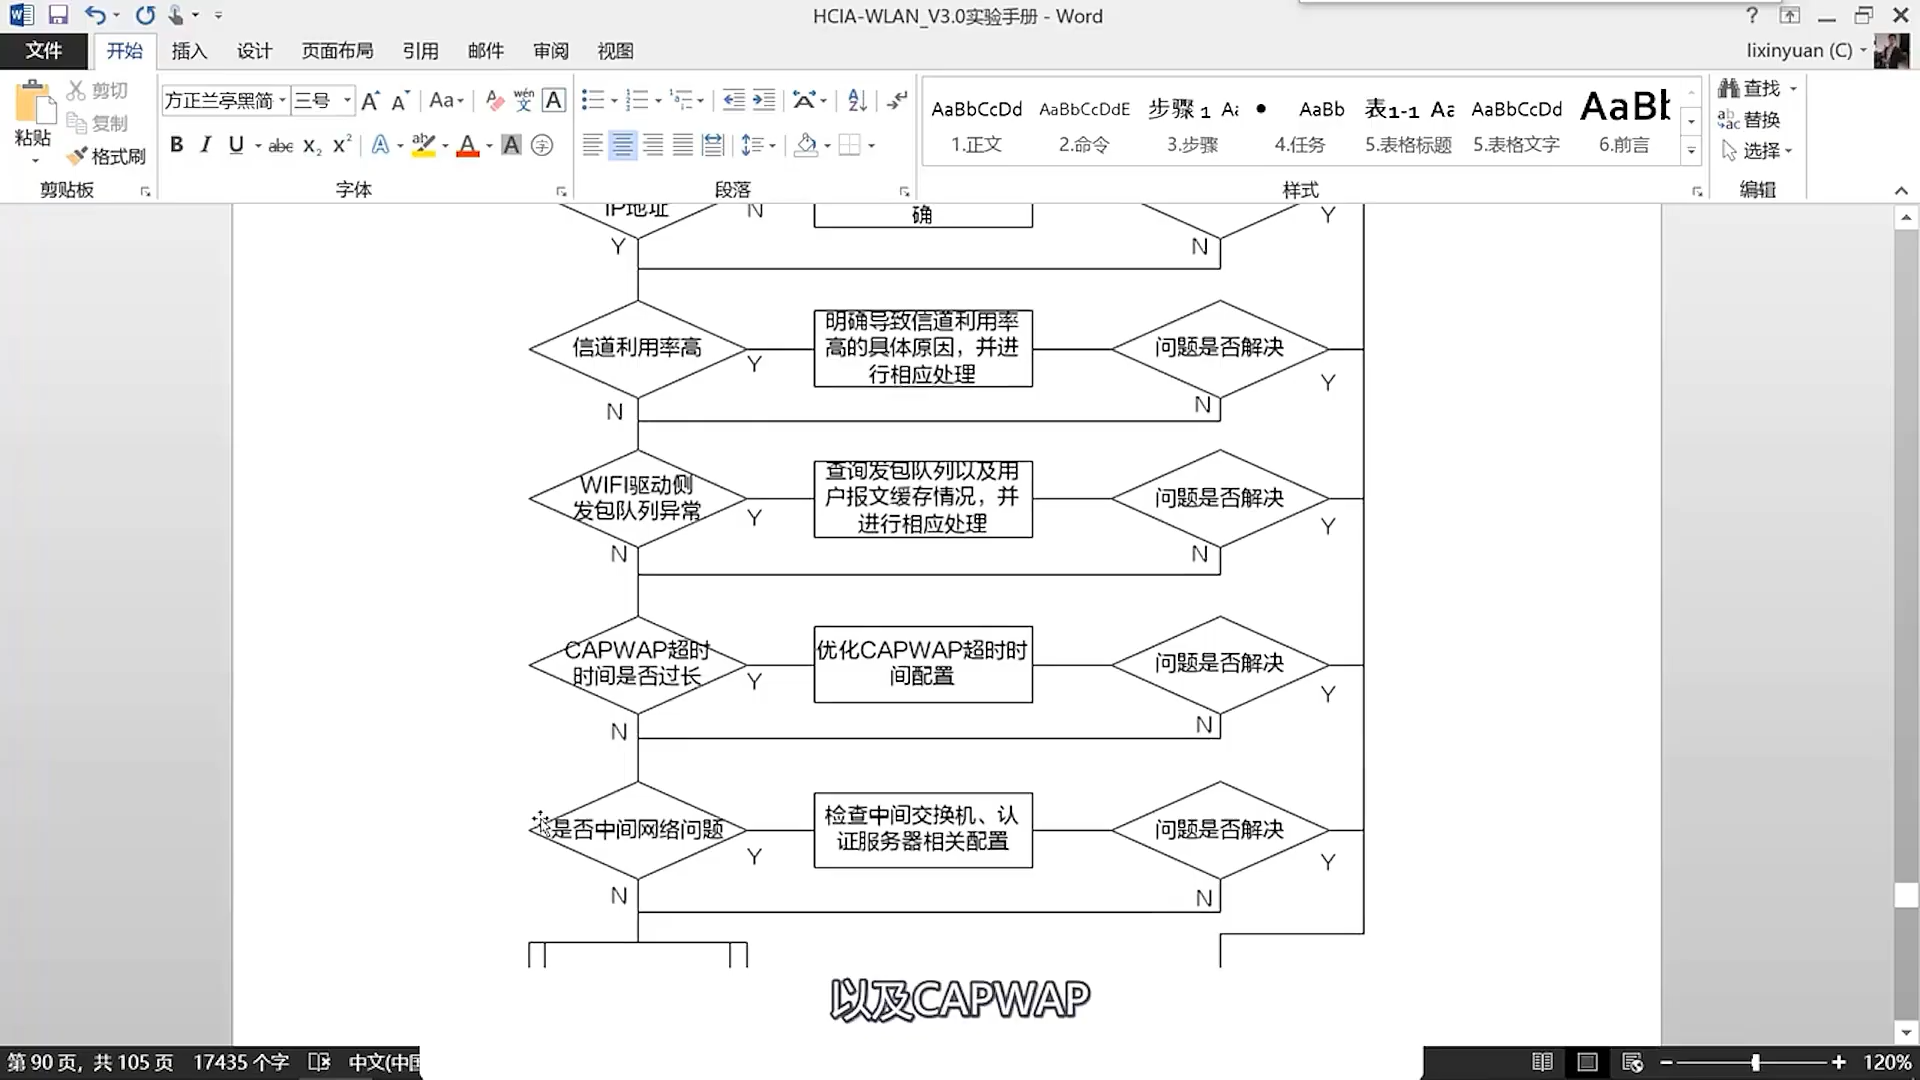 HCIA-WLAN_V3.0实验手册 - Word
?
文件 开始 插入 设计 页面布局 引用 邮件 审阅 视图
lixinyuan (C)
粘贴
剪切
复制
格式刷
剪贴板
方正兰亭黑简 三号
字体
段落
AaBbCcDd
1.正文
AaBbCcDdE
2.命令
步骤 1
3.步骤
AaBb
4.任务
表1-1
5.表格标题
AaBbCcDd
5.表格文字
6.前言
样式
查找
替换
选择
编辑
IP地址
N
确
Y
Y
N
信道利用率高
Y
明确导致信道利用率
高的具体原因，并进
行相应处理
问题是否解决
Y
N
N
WIFI驱动侧
发包队列异常
Y
查询发包队列以及用
户报文缓存情况，并
进行相应处理
问题是否解决
Y
N
N
CAPWAP超时
时间是否过长
Y
优化CAPWAP超时时
间配置
问题是否解决
Y
N
N
是否中间网络问题
Y
检查中间交换机、认
证服务器相关配置
问题是否解决
Y
N
N
以及CAPWAP
第 90 页，共 105 页 17435 个字 中文(中国
120%